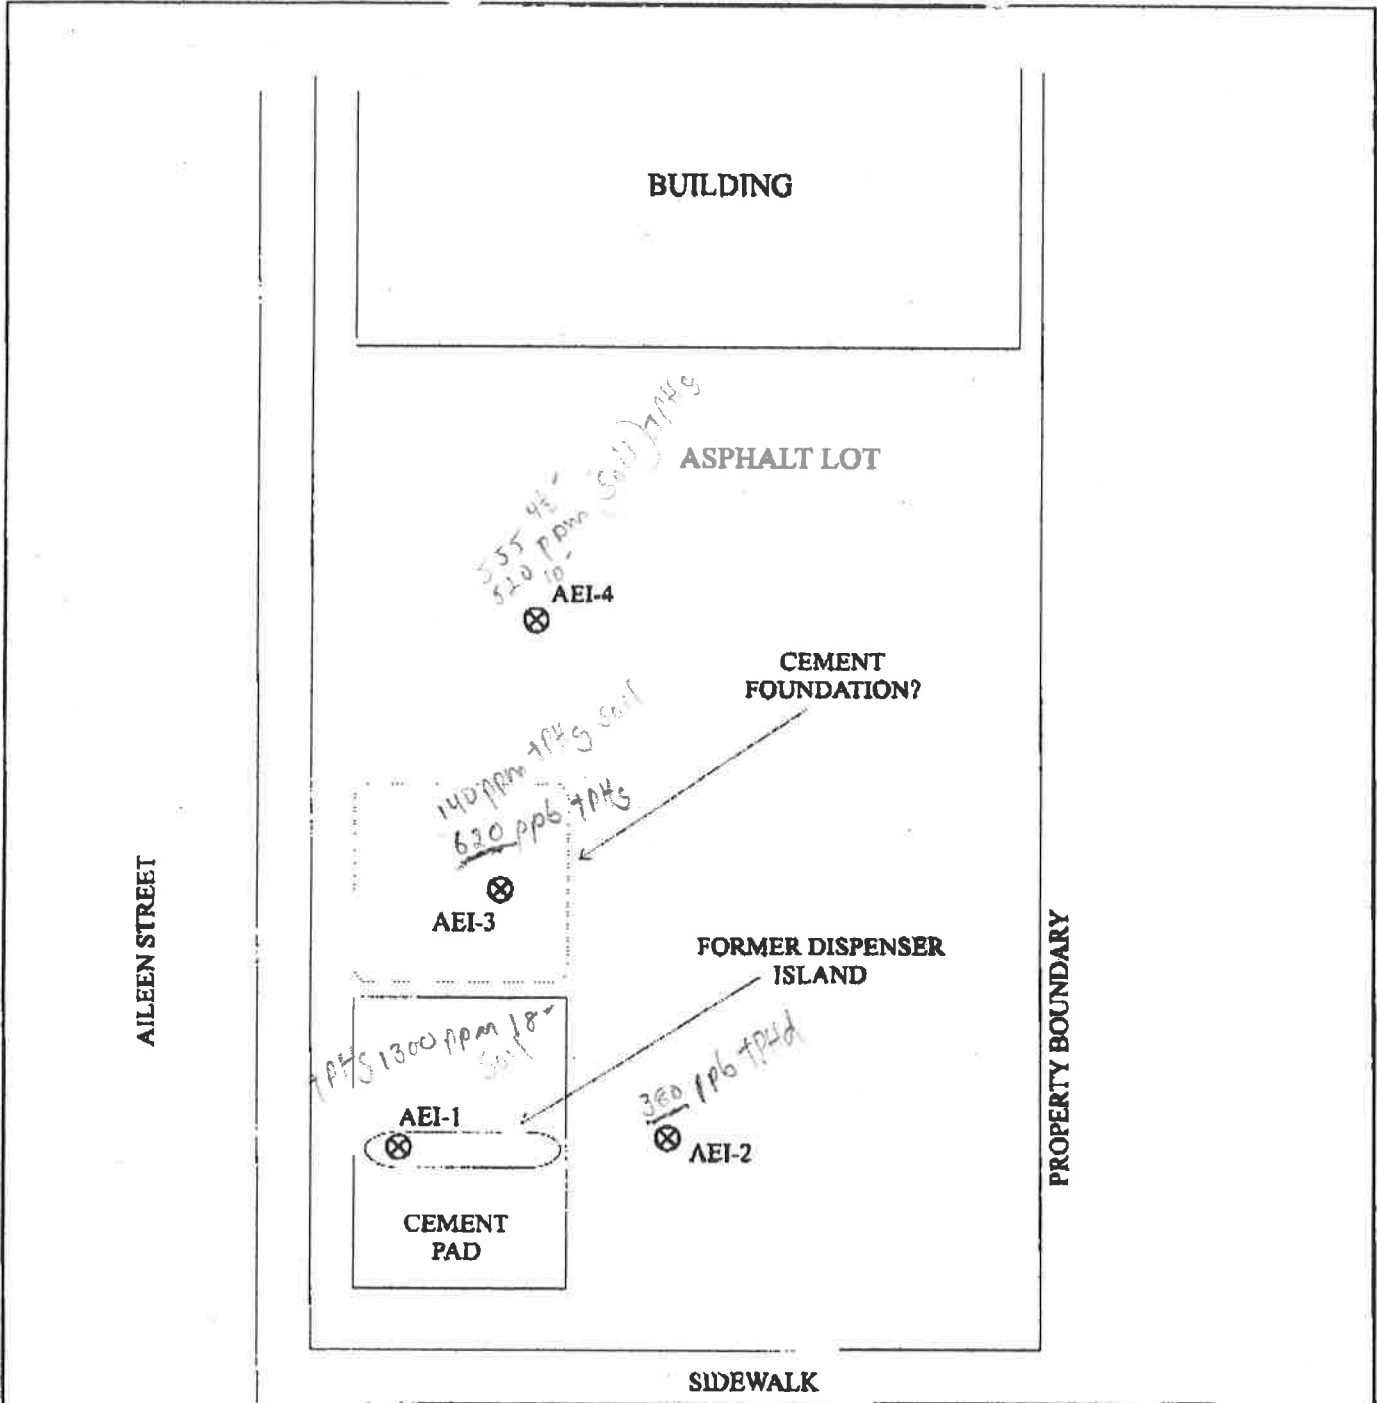 BUILDING
ASPHALT LOT
555 4½'
520 ppm (Soil) TPHg
10'
AEI-4
CEMENT
FOUNDATION?
140 ppm TPHg Soil
620 ppb TPHg
AEI-3
AILEEN STREET
FORMER DISPENSER
ISLAND
PROPERTY BOUNDARY
TPHg 1300 ppm 18'
Soil
380 ppb TPHd
AEI-1
AEI-2
CEMENT
PAD
SIDEWALK